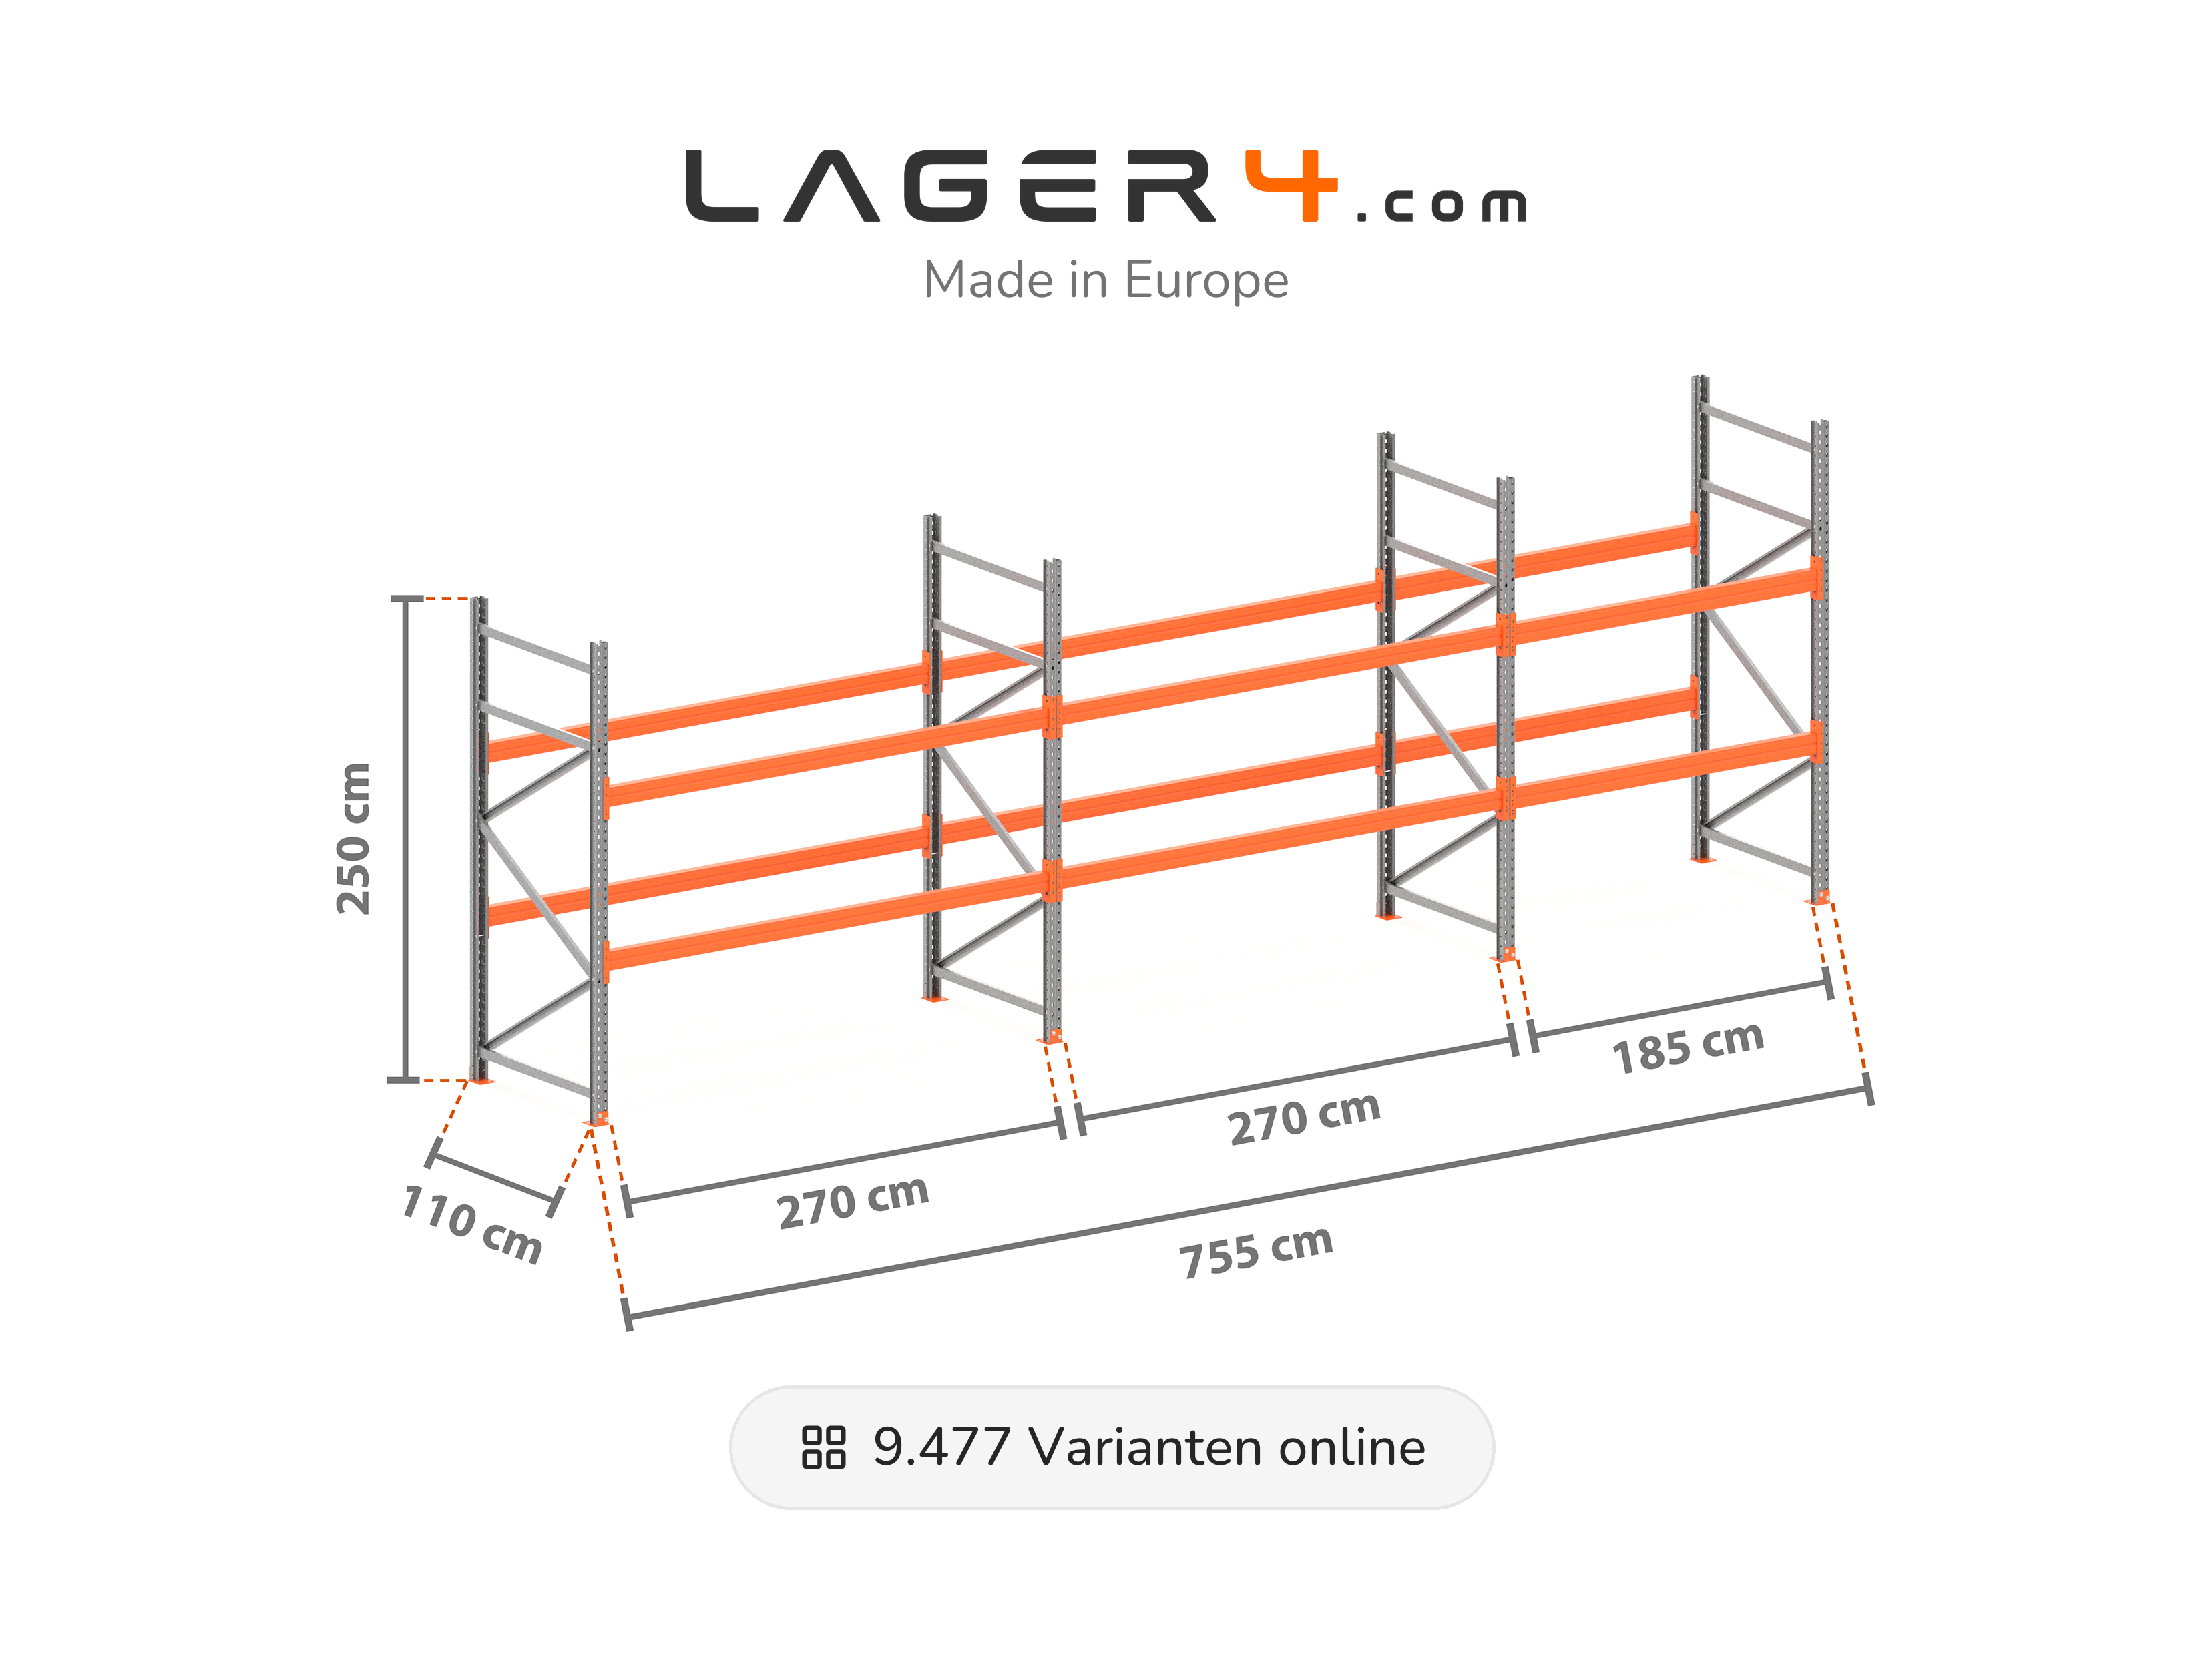 LAGER4.com
Made in Europe
250 cm
110 cm
270 cm
270 cm
185 cm
755 cm
9.477 Varianten online